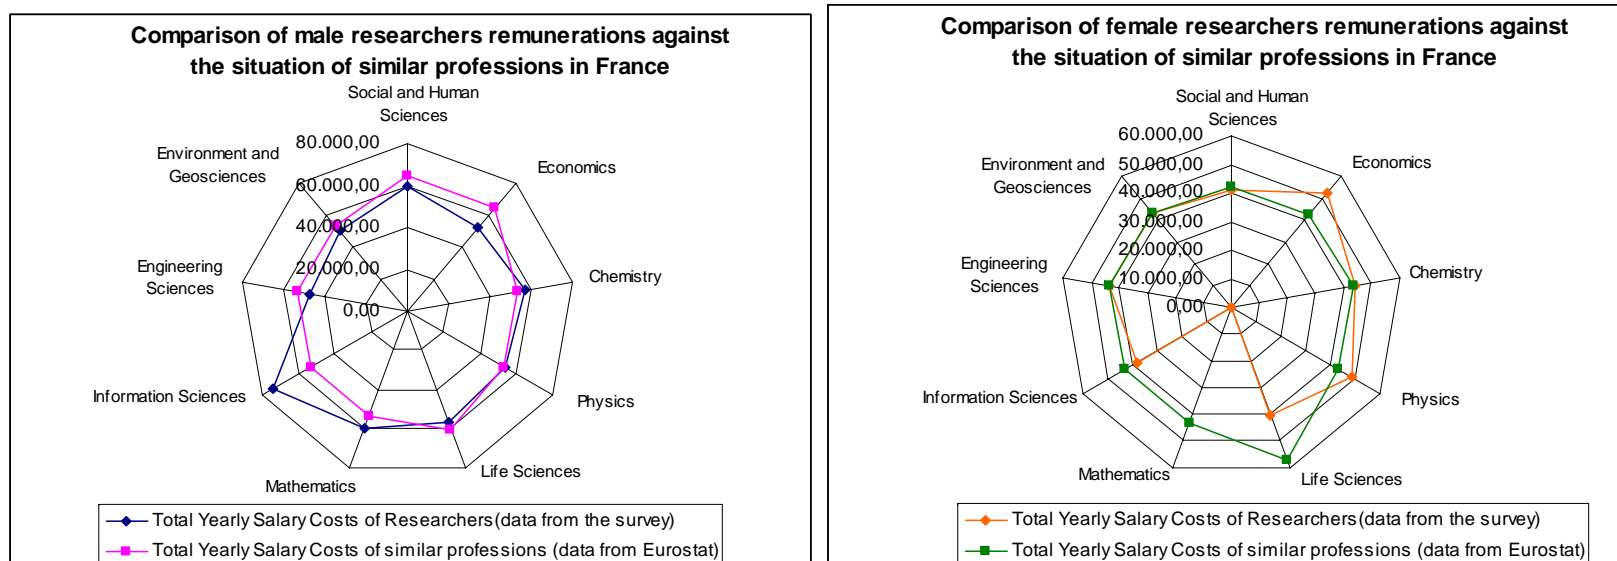 Comparison of male researchers remunerations against
the situation of similar professions in France
Social and Human
Sciences
80.000,00
Environment and
Geosciences
Economics
60.000,00
40.000,00
Engineering
Sciences
Chemistry
20.000,00
0,00
Information Sciences
Physics
Mathematics
Life Sciences
Total Yearly Salary Costs of Researchers(data from the survey)
Total Yearly Salary Costs of similar professions (data from Eurostat)
Comparison of female researchers remunerations against
the situation of similar professions in France
Social and Human
Sciences
60.000,00
Environment and
Geosciences
Economics
50.000,00
40.000,00
30.000,00
Engineering
Sciences
Chemistry
20.000,00
10.000,00
0,00
Information Sciences
Physics
Mathematics
Life Sciences
Total Yearly Salary Costs of Researchers(data from the survey)
Total Yearly Salary Costs of similar professions (data from Eurostat)